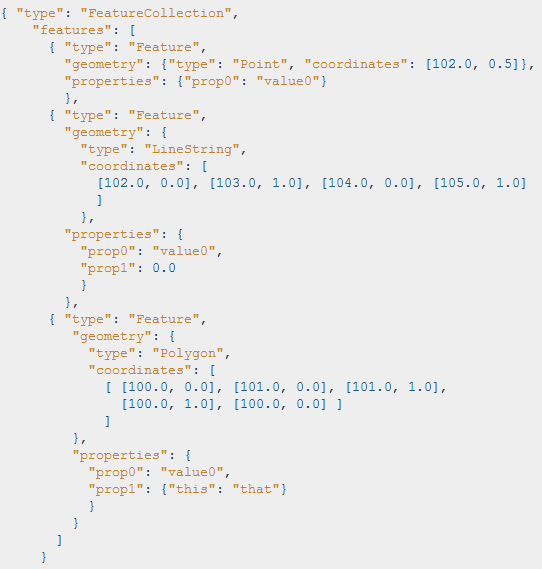 { "type": "FeatureCollection",
    "features": [
      { "type": "Feature",
        "geometry": {"type": "Point", "coordinates": [102.0, 0.5]},
        "properties": {"prop0": "value0"}
        },
      { "type": "Feature",
        "geometry": {
          "type": "LineString",
          "coordinates": [
            [102.0, 0.0], [103.0, 1.0], [104.0, 0.0], [105.0, 1.0]
            ]
          },
        "properties": {
          "prop0": "value0",
          "prop1": 0.0
          }
        },
      { "type": "Feature",
         "geometry": {
           "type": "Polygon",
           "coordinates": [
             [ [100.0, 0.0], [101.0, 0.0], [101.0, 1.0],
               [100.0, 1.0], [100.0, 0.0] ]
             ]
         },
         "properties": {
           "prop0": "value0",
           "prop1": {"this": "that"}
           }
         }
       ]
     }